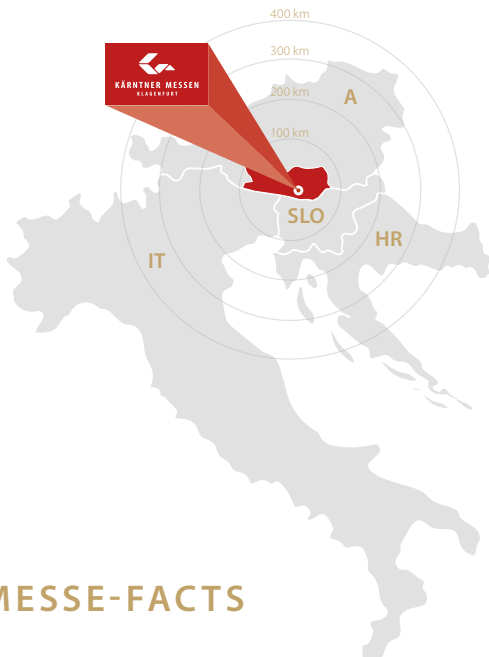 400 km
300 km
200 km
100 km
KÄRNTNER MESSEN
KLAGENFURT
A
SLO
HR
IT
MESSE-FACTS